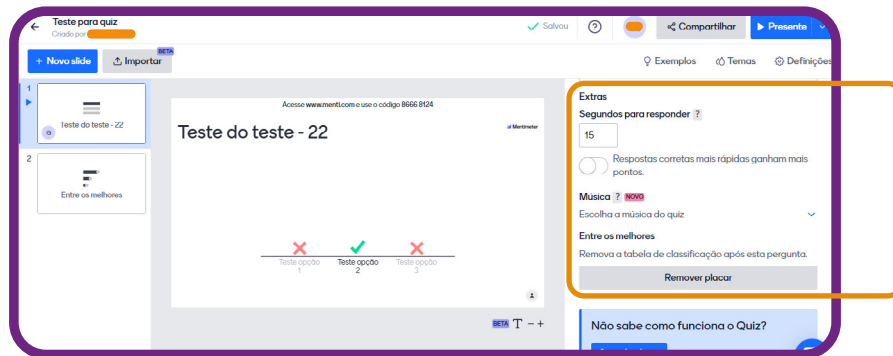 Teste para quiz
Criado por
Salvou
?
Compartilhar
Presente
+ Novo slide
Importar
BETA
Exemplos
Temas
Definições
1
Teste do teste - 22
2
Entre os melhores
Acesse www.menti.com e use o código 8666 8124
Teste do teste - 22
Mentimeter
Teste opção
1
Teste opção
2
Teste opção
3
BETA T - +
Extras
Segundos para responder ?
15
Respostas corretas mais rápidas ganham mais
pontos.
Música ? NOVO
Escolha a música do quiz
Entre os melhores
Remova a tabela de classificação após esta pergunta.
Remover placar
Não sabe como funciona o Quiz?